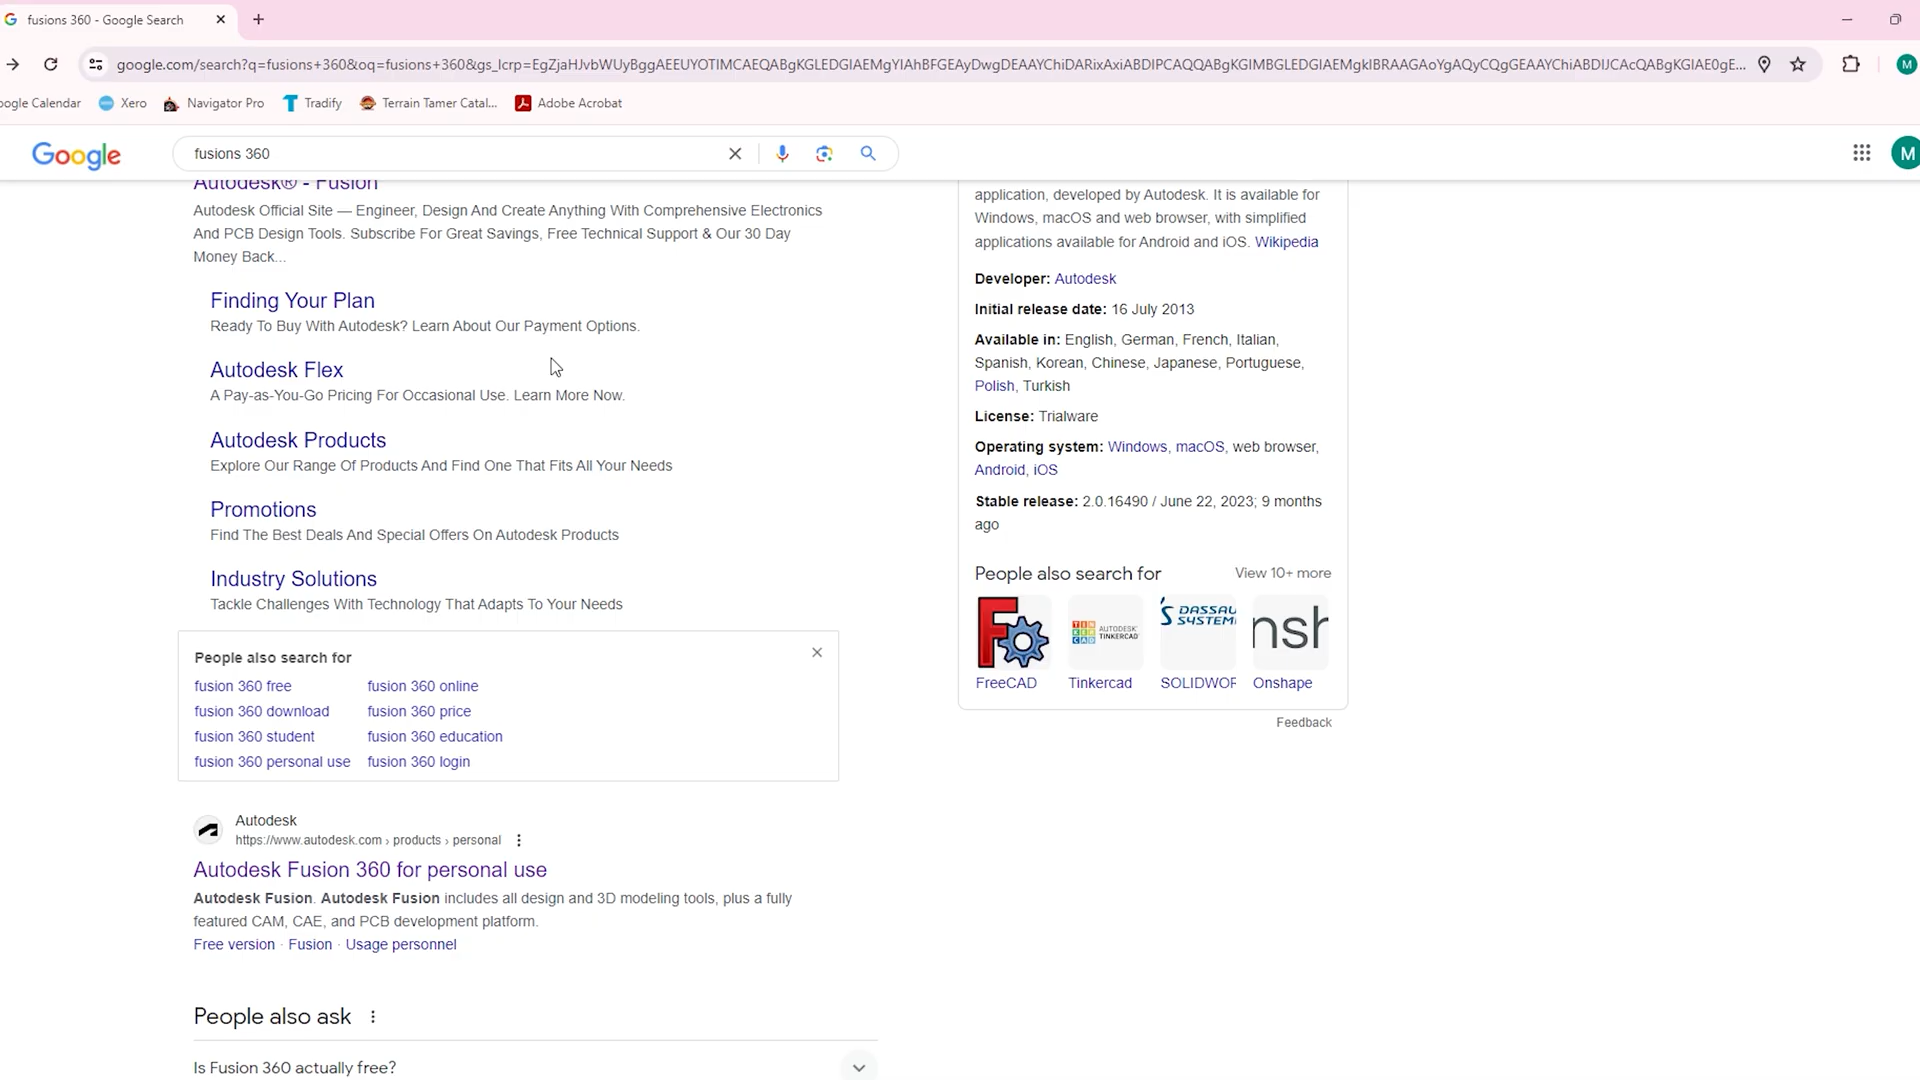 fusions 360 - Google Search
google.com/search?q=fusions+360&oq=fusions+360&gs_lcrp=EgZjaHJvbWUyBggAEEUYOTIMCAEQABgKGLEDGIAEMgYIAhBFGEAyDwgDEAAYChiDARixAxiABDIPCAQQABgKGIMBGLEDGIAEMgkIBRAAGAoYgAQyCQgGEAAYChiABDIJCAcQABgKGIAE0gE...
M
oogle Calendar Xero Navigator Pro Tradify Terrain Tamer Catal... Adobe Acrobat
Google
fusions 360
M
Autodesk® - Fusion
Autodesk Official Site — Engineer, Design And Create Anything With Comprehensive Electronics
And PCB Design Tools. Subscribe For Great Savings, Free Technical Support & Our 30 Day
Money Back...
Finding Your Plan
Ready To Buy With Autodesk? Learn About Our Payment Options.
Autodesk Flex
A Pay-as-You-Go Pricing For Occasional Use. Learn More Now.
Autodesk Products
Explore Our Range Of Products And Find One That Fits All Your Needs
Promotions
Find The Best Deals And Special Offers On Autodesk Products
Industry Solutions
Tackle Challenges With Technology That Adapts To Your Needs
People also search for
fusion 360 free fusion 360 online
fusion 360 download fusion 360 price
fusion 360 student fusion 360 education
fusion 360 personal use fusion 360 login
Autodesk
https://www.autodesk.com › products › personal
Autodesk Fusion 360 for personal use
Autodesk Fusion. Autodesk Fusion includes all design and 3D modeling tools, plus a fully
featured CAM, CAE, and PCB development platform.
Free version · Fusion · Usage personnel
People also ask
Is Fusion 360 actually free?
application, developed by Autodesk. It is available for
Windows, macOS and web browser, with simplified
applications available for Android and iOS. Wikipedia
Developer: Autodesk
Initial release date: 16 July 2013
Available in: English, German, French, Italian,
Spanish, Korean, Chinese, Japanese, Portuguese,
Polish, Turkish
License: Trialware
Operating system: Windows, macOS, web browser,
Android, iOS
Stable release: 2.0.16490 / June 22, 2023; 9 months
ago
People also search for View 10+ more
TIN
KER
CAD
AUTODESK
TINKERCAD
DASSAU
SYSTEM
nsh
FreeCAD Tinkercad SOLIDWOR Onshape
Feedback